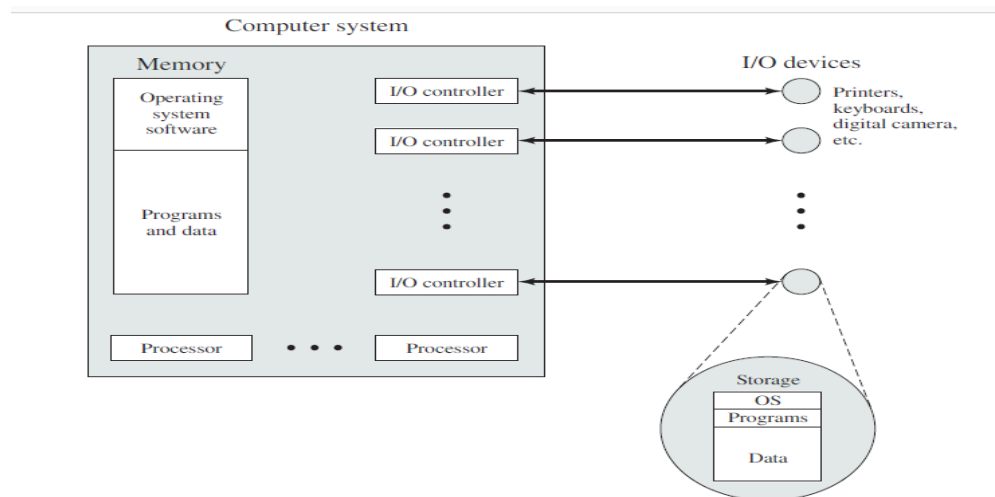 Computer system
Memory
Operating
system
software
Programs
and data
I/O controller
I/O controller
I/O controller
Processor
Processor
I/O devices
Printers,
keyboards,
digital camera,
etc.
Storage
OS
Programs
Data